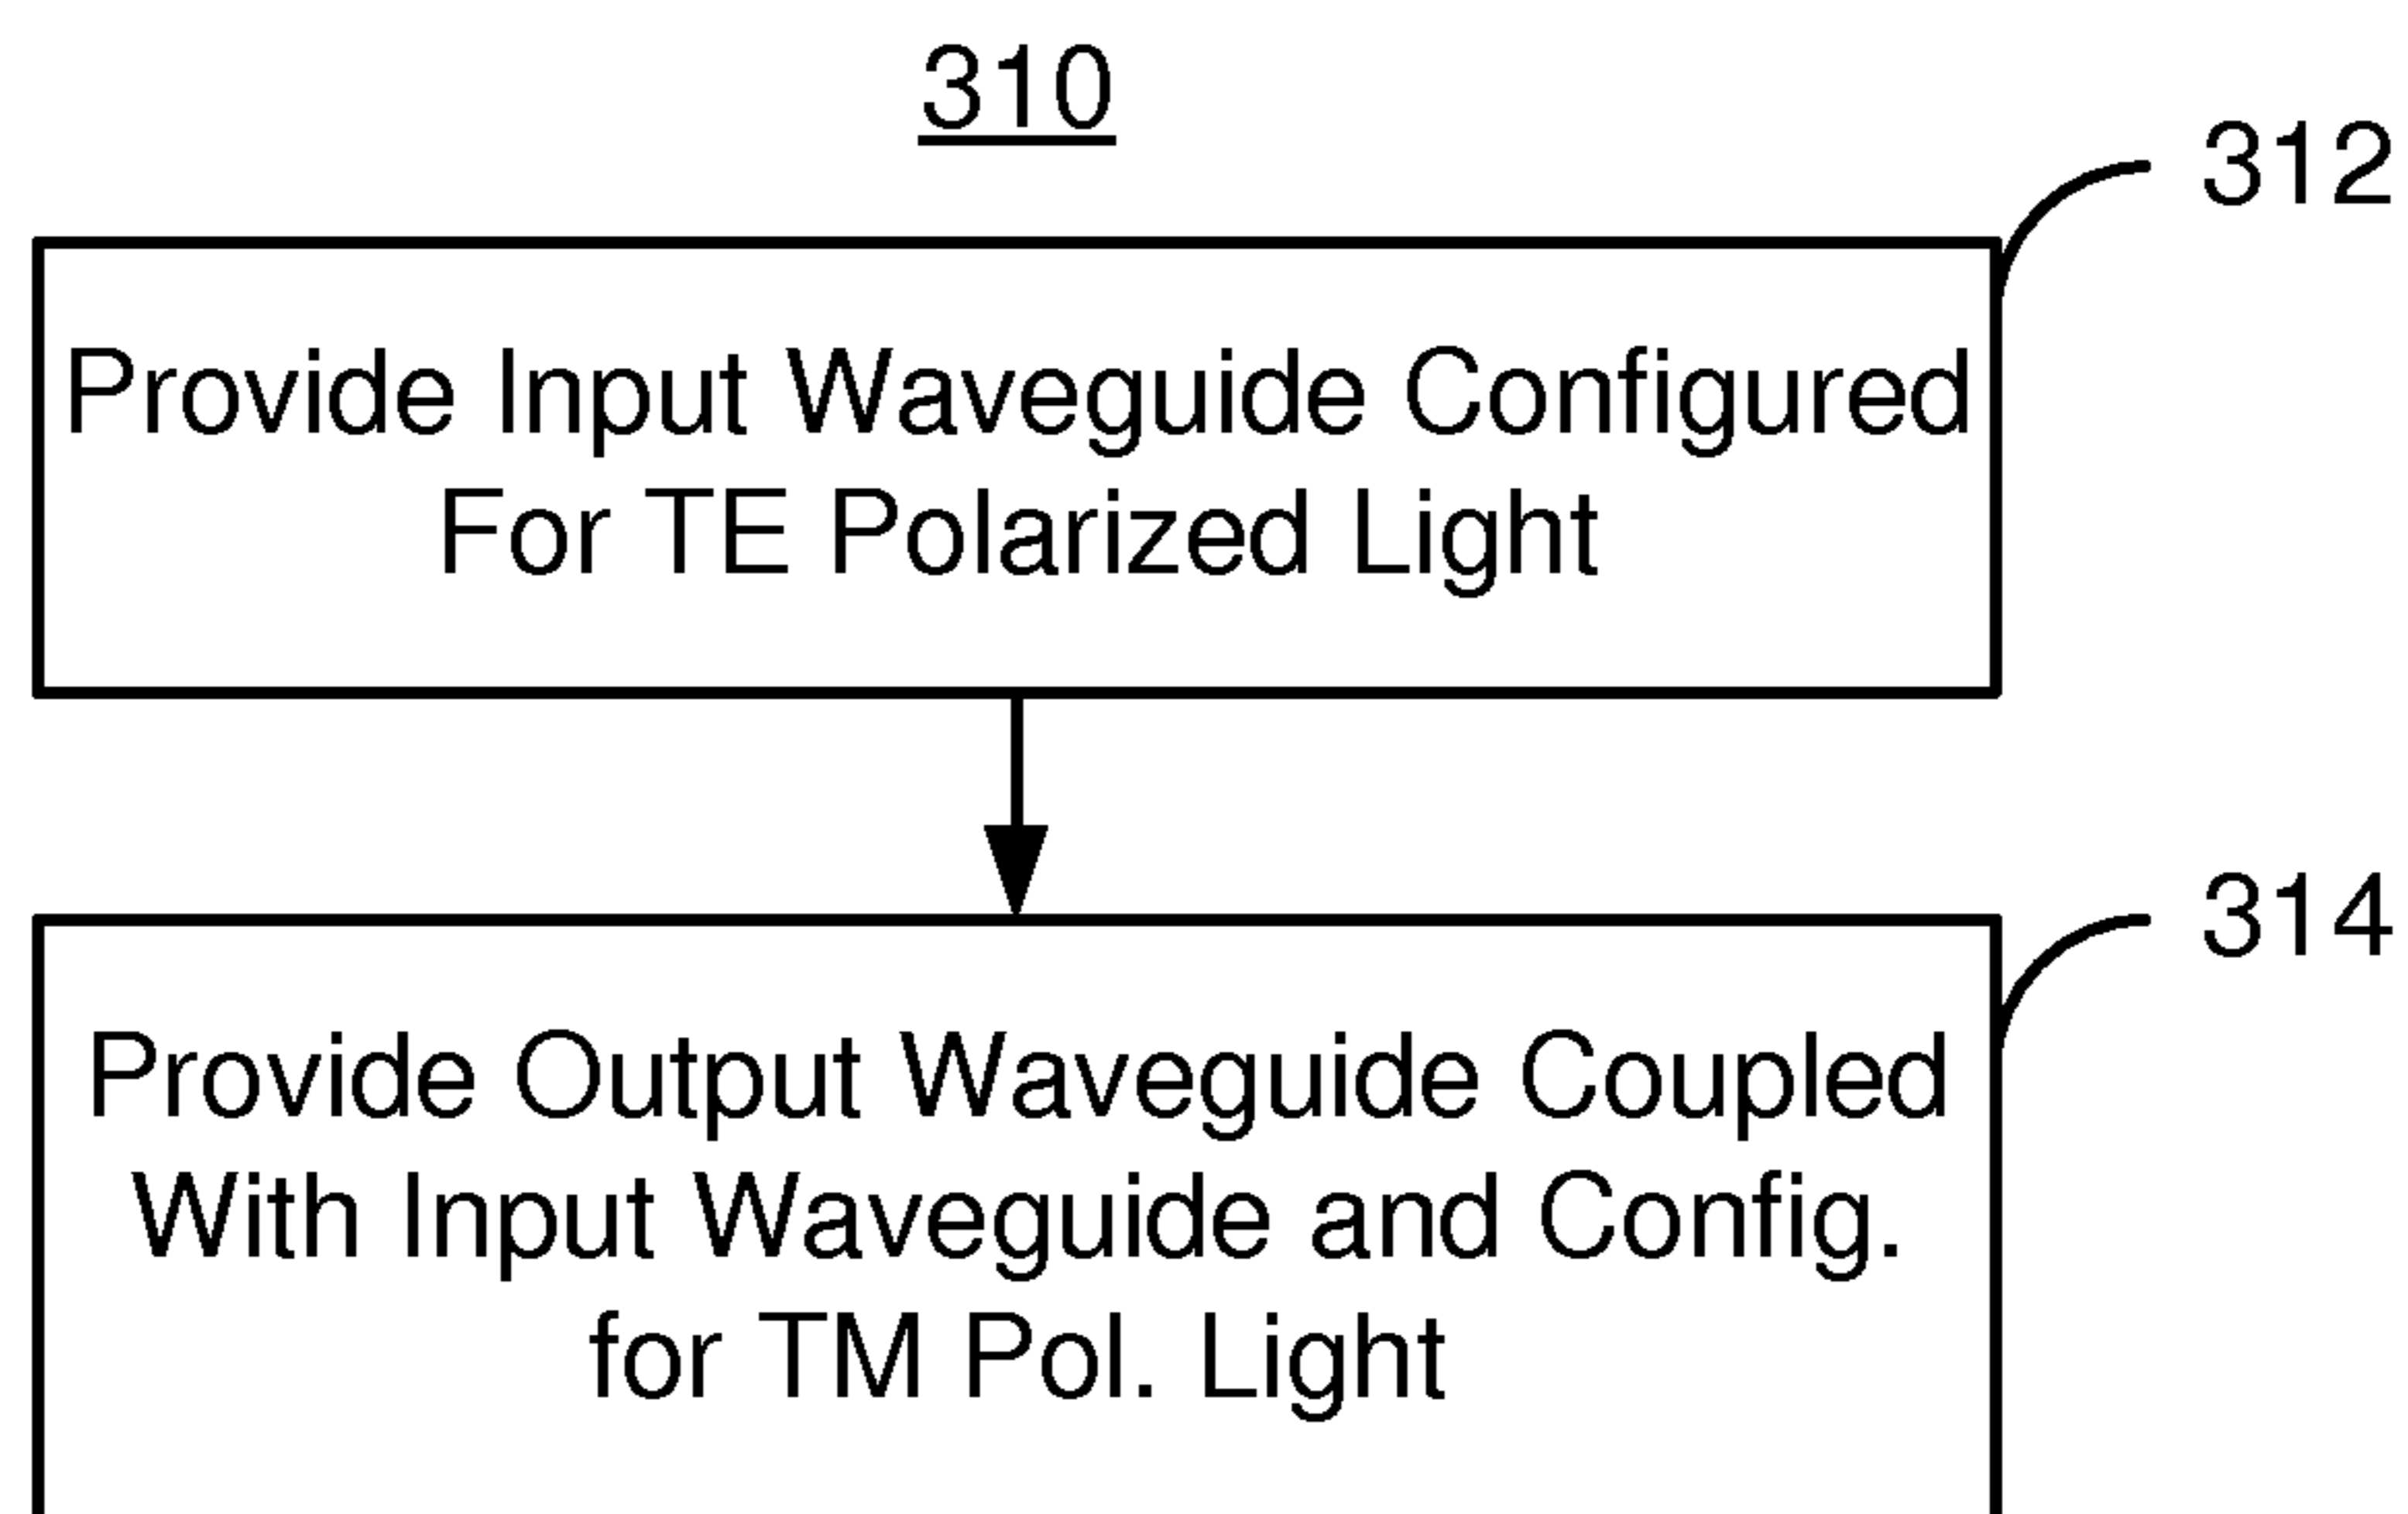 310
312
Provide Input Waveguide Configured
For TE Polarized Light
314
Provide Output Waveguide Coupled
With Input Waveguide and Config.
for TM Pol. Light